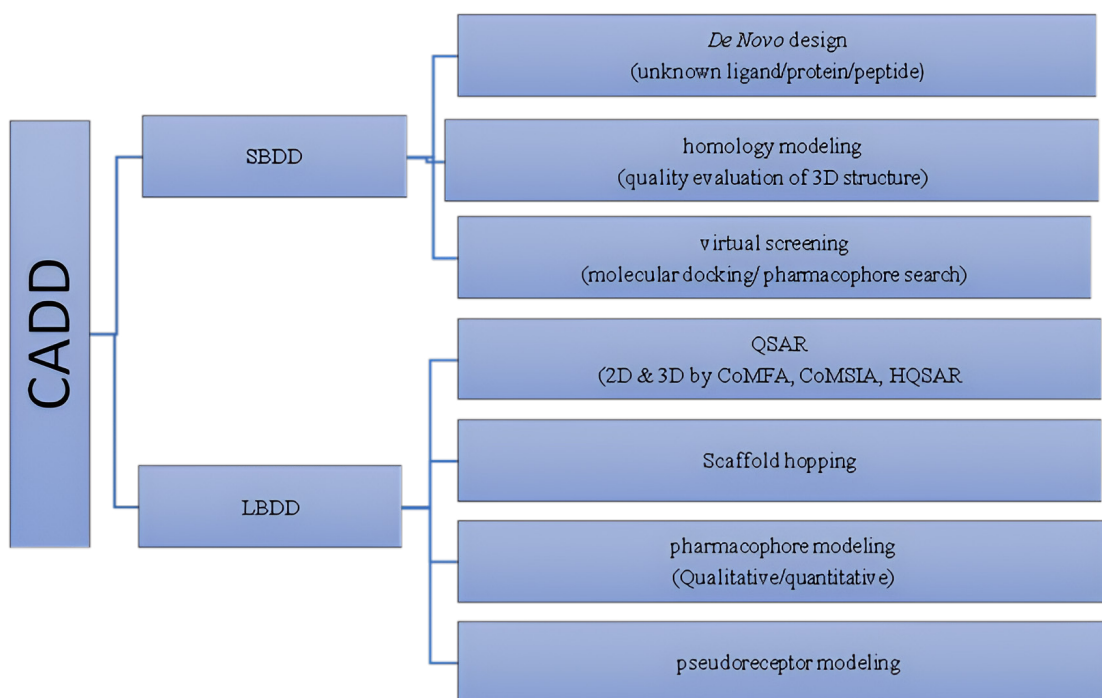 CADD
SBDD
De Novo design
(unknown ligand/protein/peptide)
homology modeling
(quality evaluation of 3D structure)
virtual screening
(molecular docking/ pharmacophore search)
LBDD
QSAR
(2D & 3D by CoMFA, CoMSIA, HQSAR
Scaffold hopping
pharmacophore modeling
(Qualitative/quantitative)
pseudoreceptor modeling